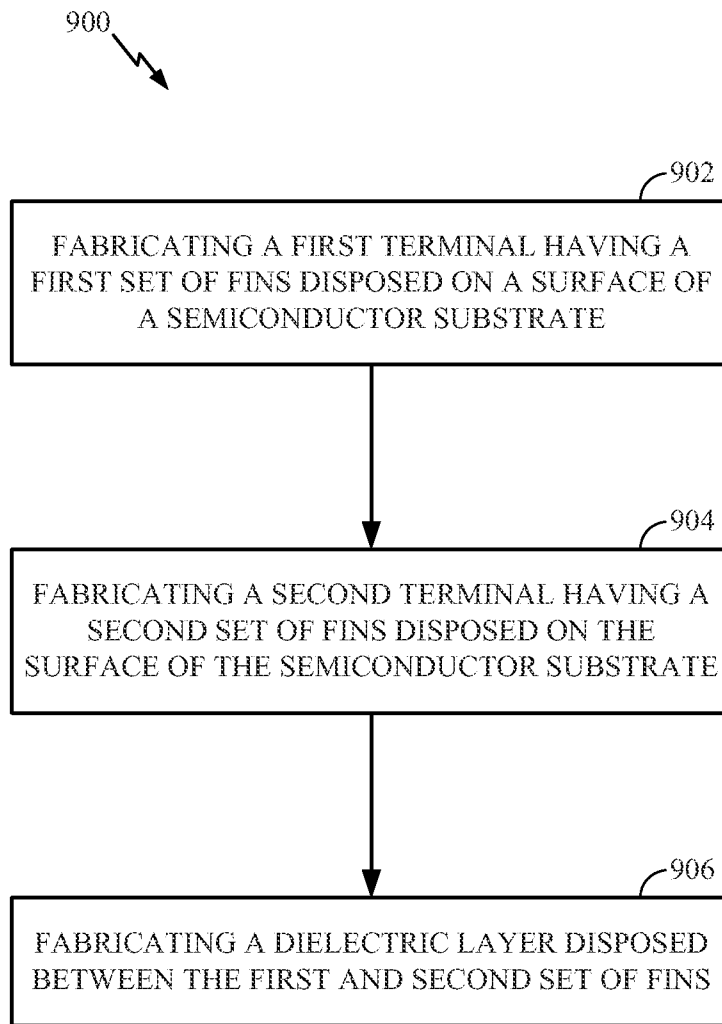 900
902
FABRICATING A FIRST TERMINAL HAVING A
FIRST SET OF FINS DISPOSED ON A SURFACE OF
A SEMICONDUCTOR SUBSTRATE
904
FABRICATING A SECOND TERMINAL HAVING A
SECOND SET OF FINS DISPOSED ON THE
SURFACE OF THE SEMICONDUCTOR SUBSTRATE
906
FABRICATING A DIELECTRIC LAYER DISPOSED
BETWEEN THE FIRST AND SECOND SET OF FINS